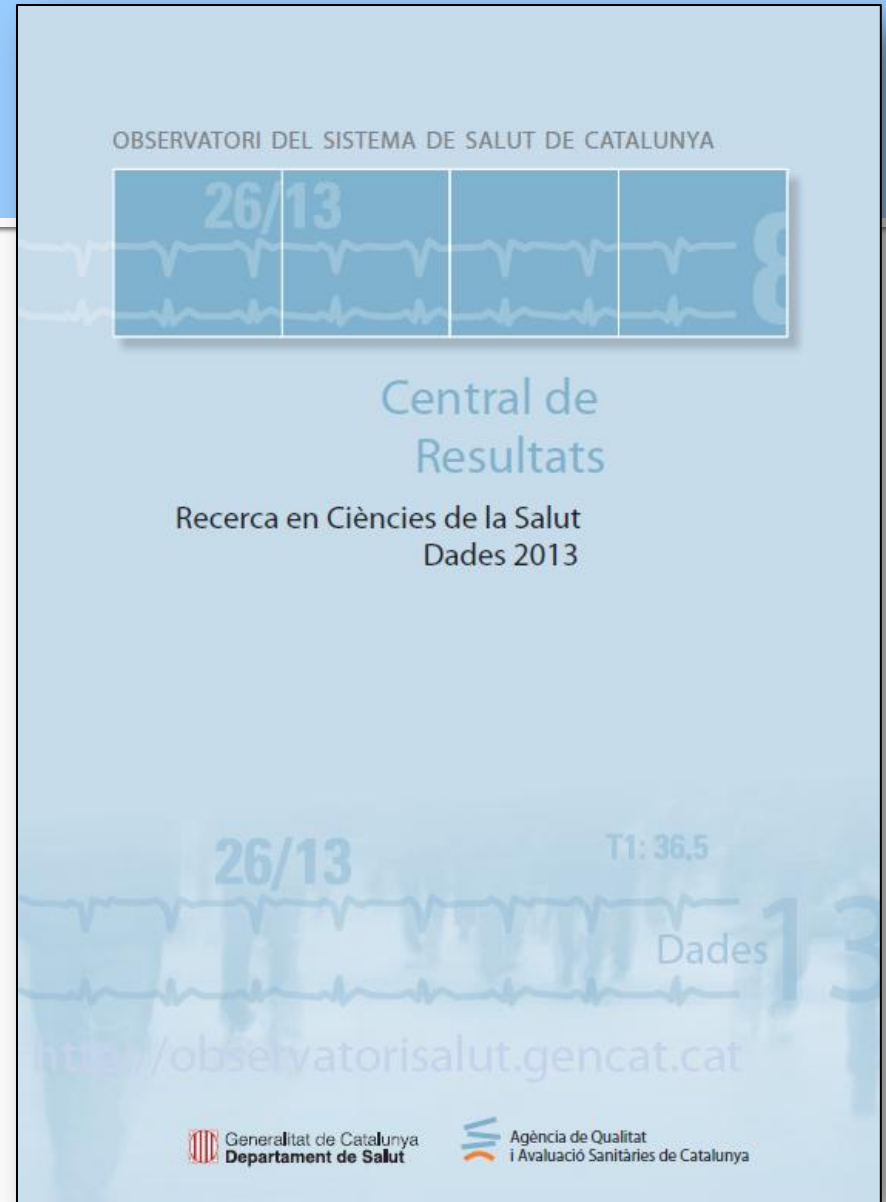 OBSERVATORI DEL SISTEMA DE SALUT DE CATALUNYA
26/13
8
Central de
Resultats
Recerca en Ciències de la Salut
Dades 2013
26/13
T1: 36,5
Dades 13
http://observatorisalut.gencat.cat
Generalitat de Catalunya
Departament de Salut
Agència de Qualitat
i Avaluació Sanitàries de Catalunya